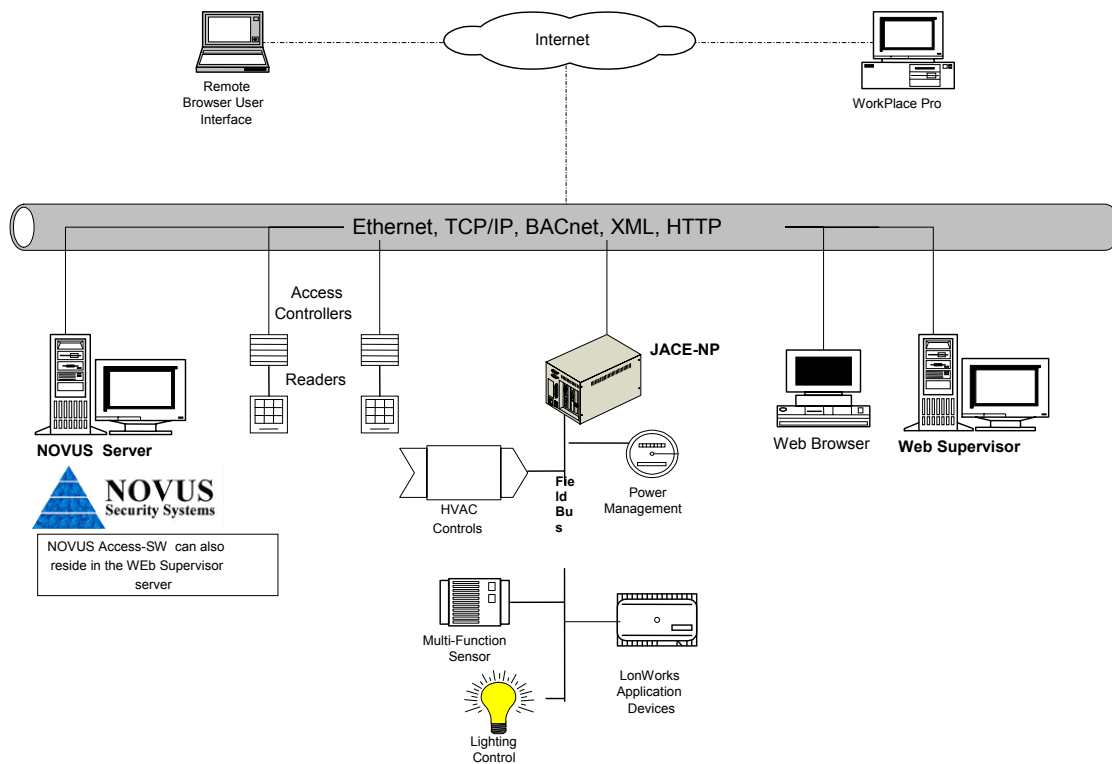 Internet
Remote
Browser User
Interface
WorkPlace Pro
Ethernet, TCP/IP, BACnet, XML, HTTP
Access
Controllers
Readers
JACE-NP
NOVUS Server
Web Browser
Web Supervisor
NOVUS
Security Systems
NOVUS Access-SW can also
reside in the WEb Supervisor
server
HVAC
Controls
Fie
ld
Bu
s
Power
Management
Multi-Function
Sensor
LonWorks
Application
Devices
Lighting
Control